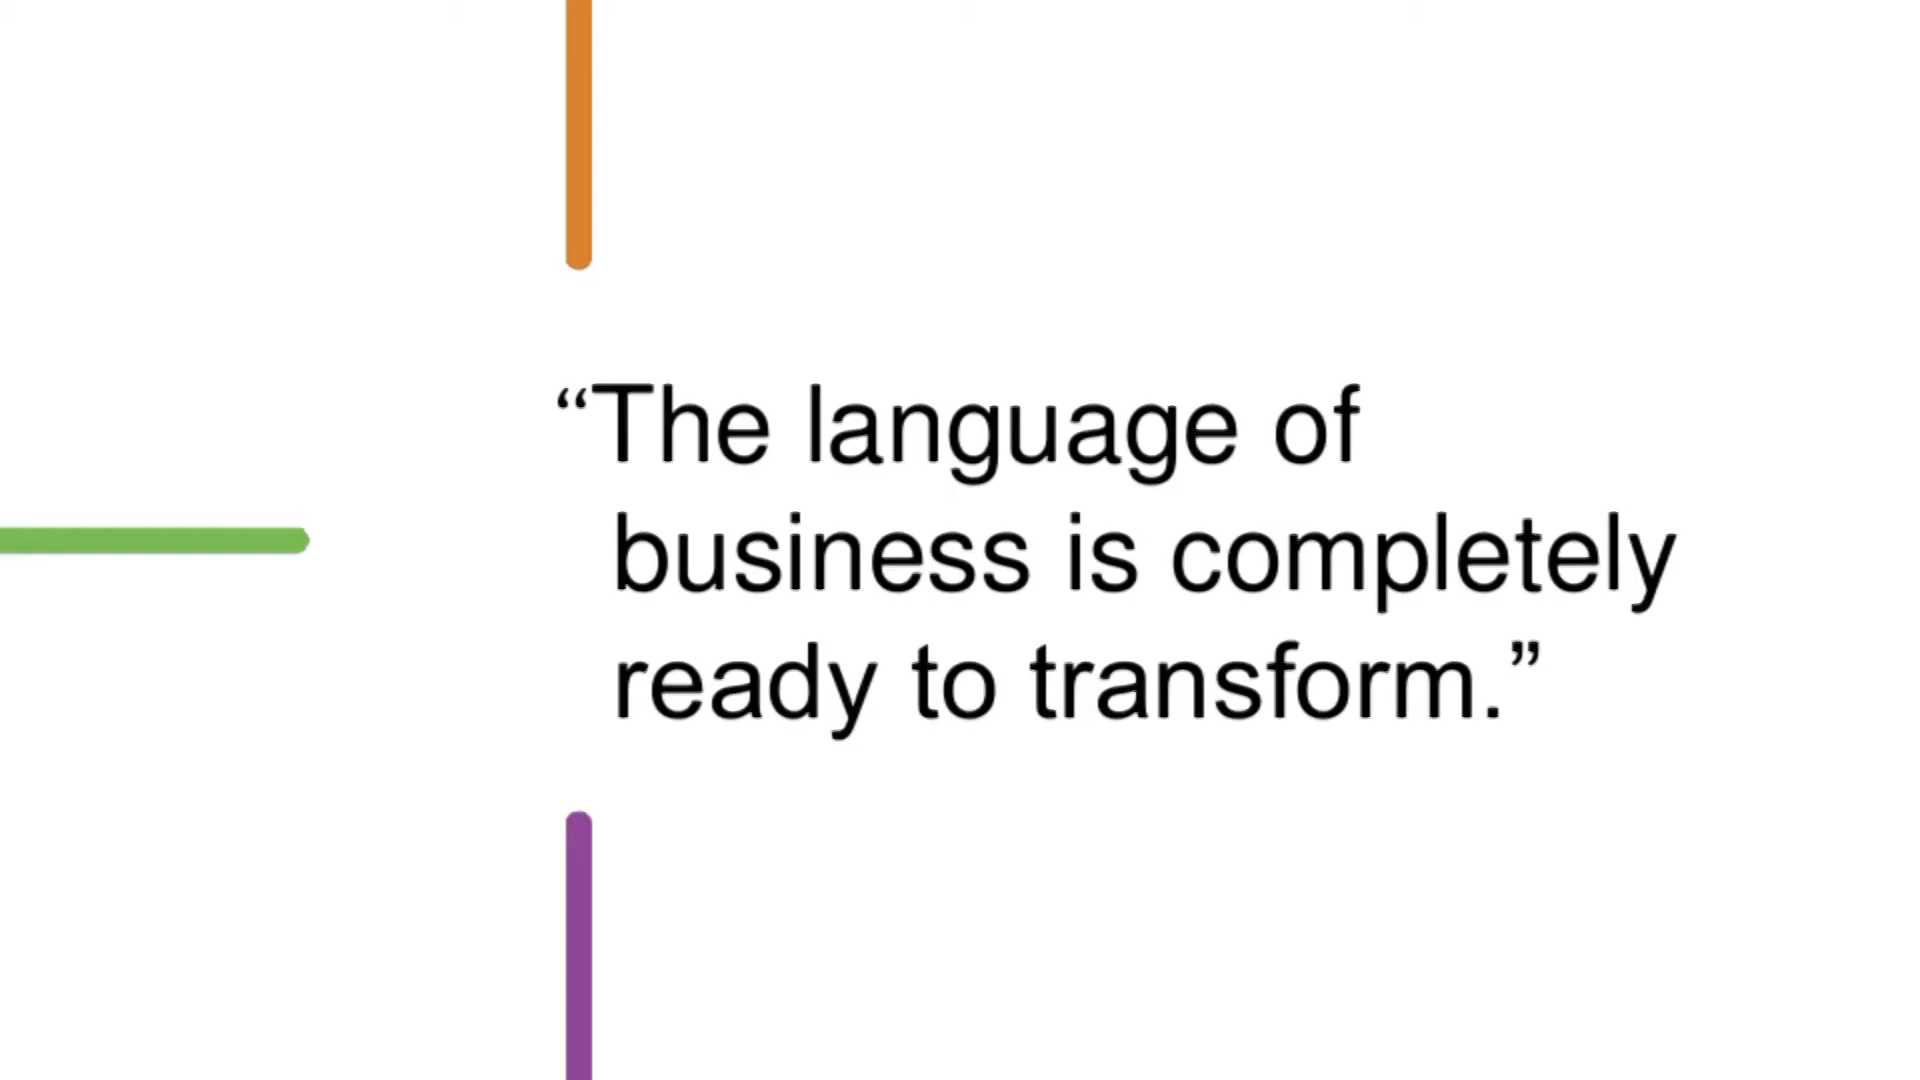 “The language of
business is completely
ready to transform.”